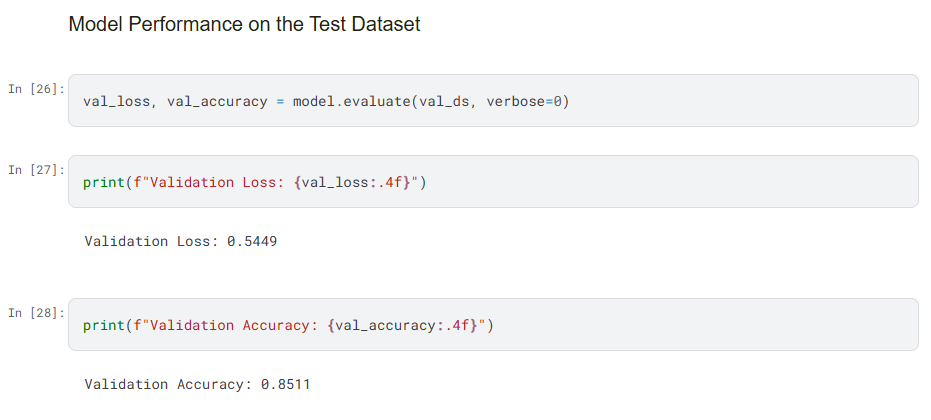 Model Performance on the Test Dataset
In [26]:
val_loss, val_accuracy = model.evaluate(val_ds, verbose=0)
In [27]:
print(f"Validation Loss: {val_loss:.4f}")
Validation Loss: 0.5449
In [28]:
print(f"Validation Accuracy: {val_accuracy:.4f}")
Validation Accuracy: 0.8511